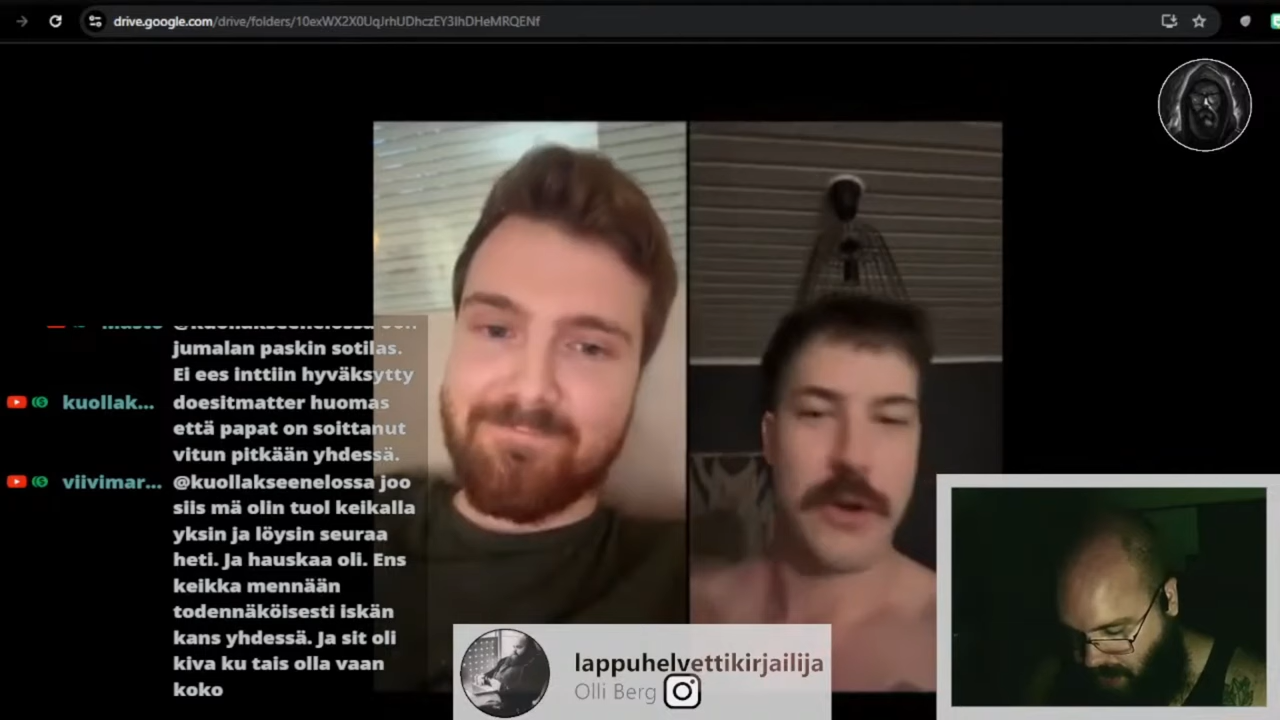 drive.google.com/drive/folders/10exWX2X0UqJrhUDhczEY3IhDHeMRQENf
jumalan paskin sotilas.
Ei ees inttiin hyväksytty
kuollak... doesitmatter huomas
että papat on soittanut
vitun pitkään yhdessä.
viivimar... @kuollakseenelossa joo
siis mä olin tuol keikalla
yksin ja löysin seuraa
heti. Ja hauskaa oli. Ens
keikka mennään
todennäköisesti iskän
kans yhdessä. Ja sit oli
kiva ku tais olla vaan
koko
lappuhelvettikirjailija
Olli Berg